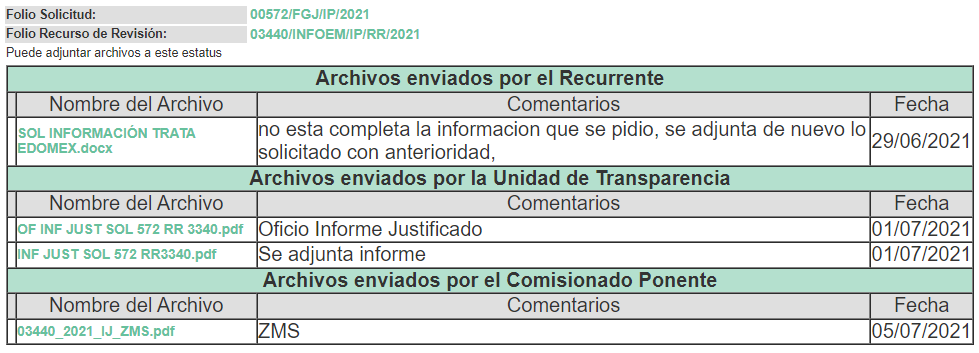 Folio Solicitud: 00572/FGJ/IP/2021
Folio Recurso de Revisión: 03440/INFOEM/IP/RR/2021
Puede adjuntar archivos a este estatus
Archivos enviados por el Recurrente
Nombre del Archivo Comentarios Fecha
SOL INFORMACIÓN TRATA EDOMEX.docx no esta completa la informacion que se pidio, se adjunta de nuevo lo solicitado con anterioridad, 29/06/2021
Archivos enviados por la Unidad de Transparencia
Nombre del Archivo Comentarios Fecha
OF INF JUST SOL 572 RR 3340.pdf Oficio Informe Justificado 01/07/2021
INF JUST SOL 572 RR3340.pdf Se adjunta informe 01/07/2021
Archivos enviados por el Comisionado Ponente
Nombre del Archivo Comentarios Fecha
03440_2021_IJ_ZMS.pdf ZMS 05/07/2021